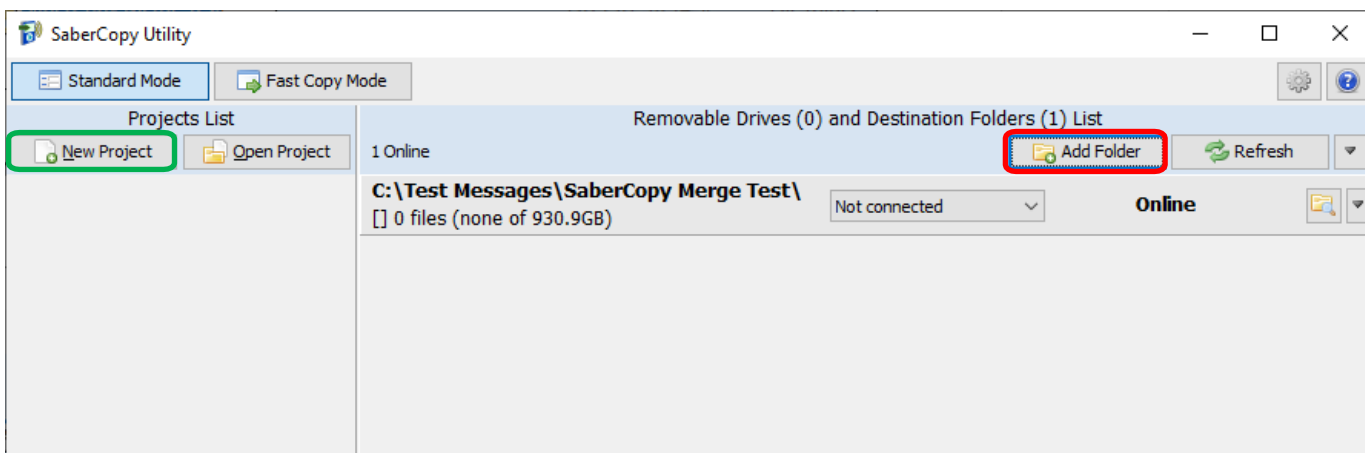 SaberCopy Utility
Standard Mode
Fast Copy Mode
Projects List
Removable Drives (0) and Destination Folders (1) List
New Project
Open Project
1 Online
Add Folder
Refresh
C:\Test Messages\SaberCopy Merge Test\
[] 0 files (none of 930.9GB)
Not connected
Online